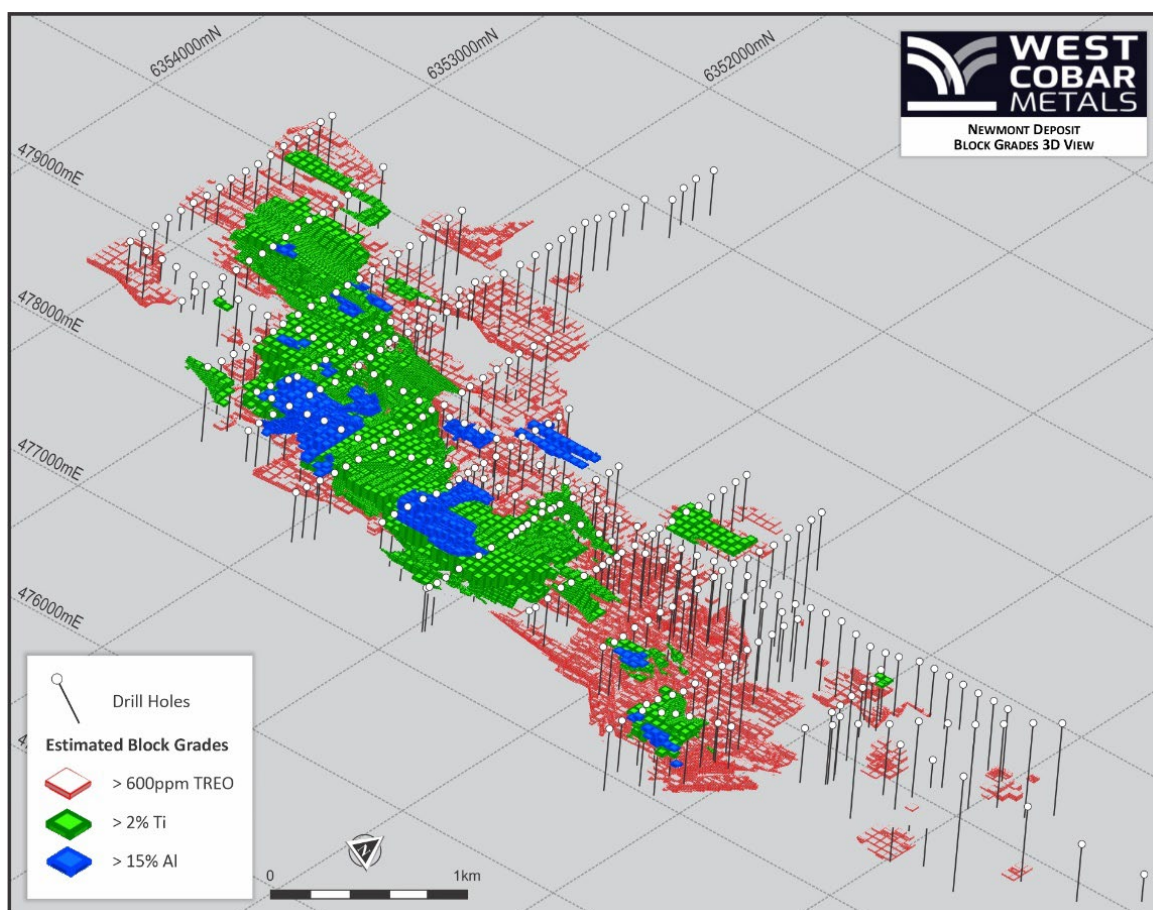 6354000mN
6353000mN
6352000mN
WEST
COBAR
METALS
NEWMONT DEPOSIT
BLOCK GRADES 3D VIEW
479000mE
478000mE
477000mE
476000mE
Drill Holes
Estimated Block Grades
> 600ppm TREO
> 2% Ti
> 15% Al
N
0
1km